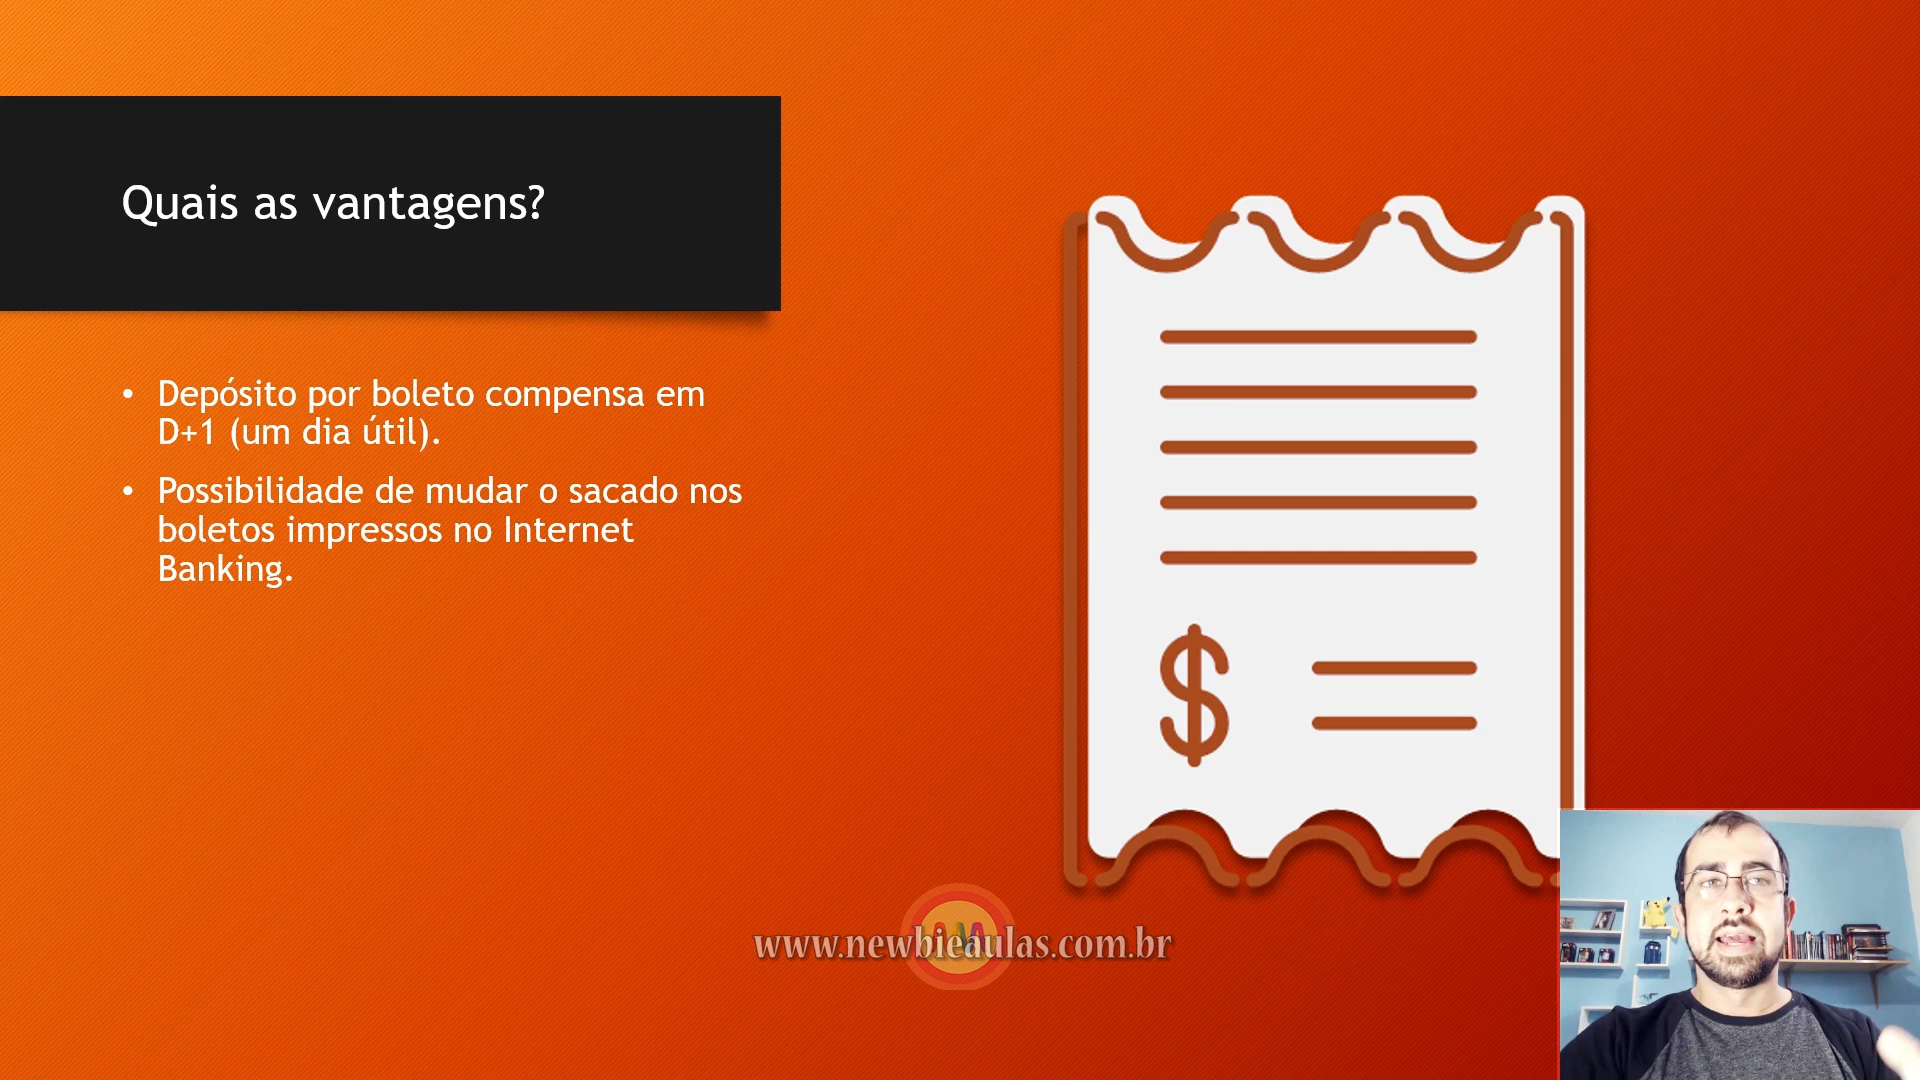 Quais as vantagens?
• Depósito por boleto compensa em
D+1 (um dia útil).
• Possibilidade de mudar o sacado nos
boletos impressos no Internet
Banking.
$
www.newbieaulas.com.br